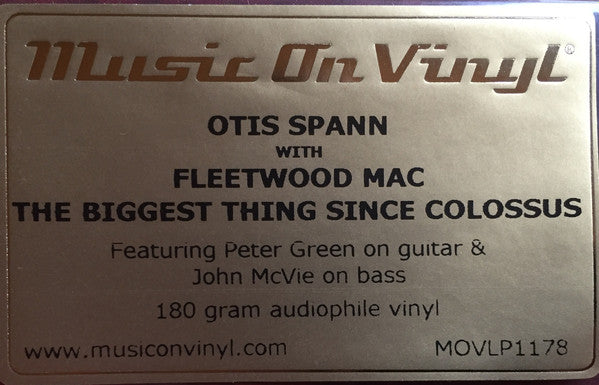 Music On Vinyl®
OTIS SPANN
WITH
FLEETWOOD MAC
THE BIGGEST THING SINCE COLOSSUS
Featuring Peter Green on guitar &
John McVie on bass
180 gram audiophile vinyl
www.musiconvinyl.com MOVLP1178